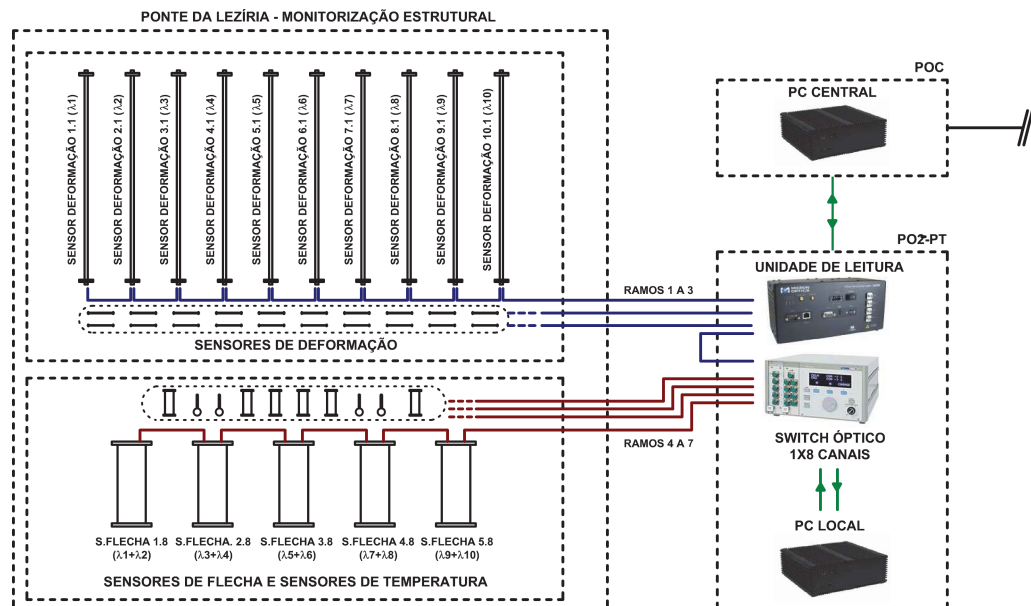 PONTE DA LEZÍRIA - MONITORIZAÇÃO ESTRUTURAL
SENSOR DEFORMAÇÃO 1.1 (λ1)
SENSOR DEFORMAÇÃO 2.1 (λ2)
SENSOR DEFORMAÇÃO 3.1 (λ3)
SENSOR DEFORMAÇÃO 4.1 (λ4)
SENSOR DEFORMAÇÃO 5.1 (λ5)
SENSOR DEFORMAÇÃO 6.1 (λ6)
SENSOR DEFORMAÇÃO 7.1 (λ7)
SENSOR DEFORMAÇÃO 8.1 (λ8)
SENSOR DEFORMAÇÃO 9.1 (λ9)
SENSOR DEFORMAÇÃO 10.1 (λ10)
SENSORES DE DEFORMAÇÃO
RAMOS 1 A 3
RAMOS 4 A 7
S.FLECHA 1.8
(λ1+λ2)
S.FLECHA. 2.8
(λ3+λ4)
S.FLECHA 3.8
(λ5+λ6)
S.FLECHA 4.8
(λ7+λ8)
S.FLECHA 5.8
(λ9+λ10)
SENSORES DE FLECHA E SENSORES DE TEMPERATURA
POC
PC CENTRAL
PO2-PT
UNIDADE DE LEITURA
MICRON
OPTICS
SWITCH ÓPTICO
1X8 CANAIS
PC LOCAL